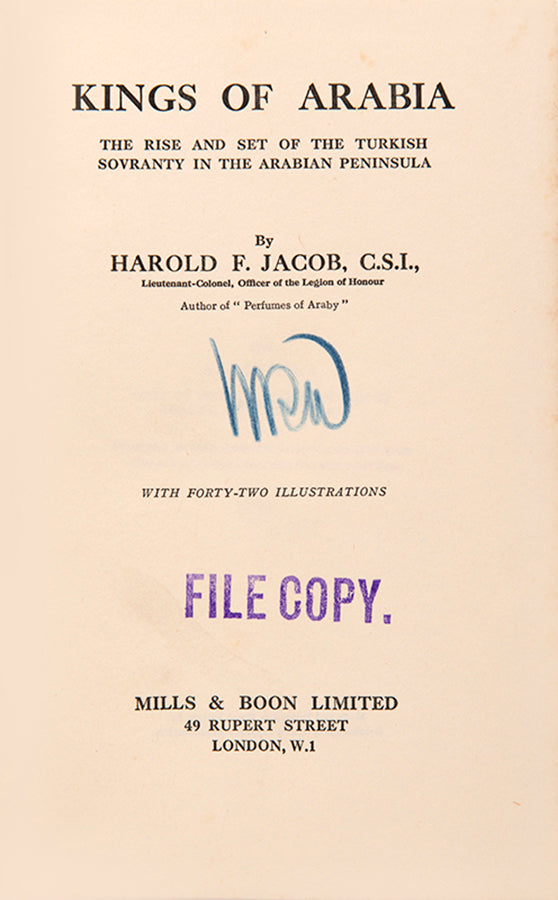 KINGS OF ARABIA
THE RISE AND SET OF THE TURKISH
SOVRANTY IN THE ARABIAN PENINSULA
By
HAROLD F. JACOB, C.S.I.,
Lieutenant-Colonel, Officer of the Legion of Honour
Author of “ Perfumes of Araby ”
WITH FORTY-TWO ILLUSTRATIONS
FILE COPY.
MILLS & BOON LIMITED
49 RUPERT STREET
LONDON, W.1